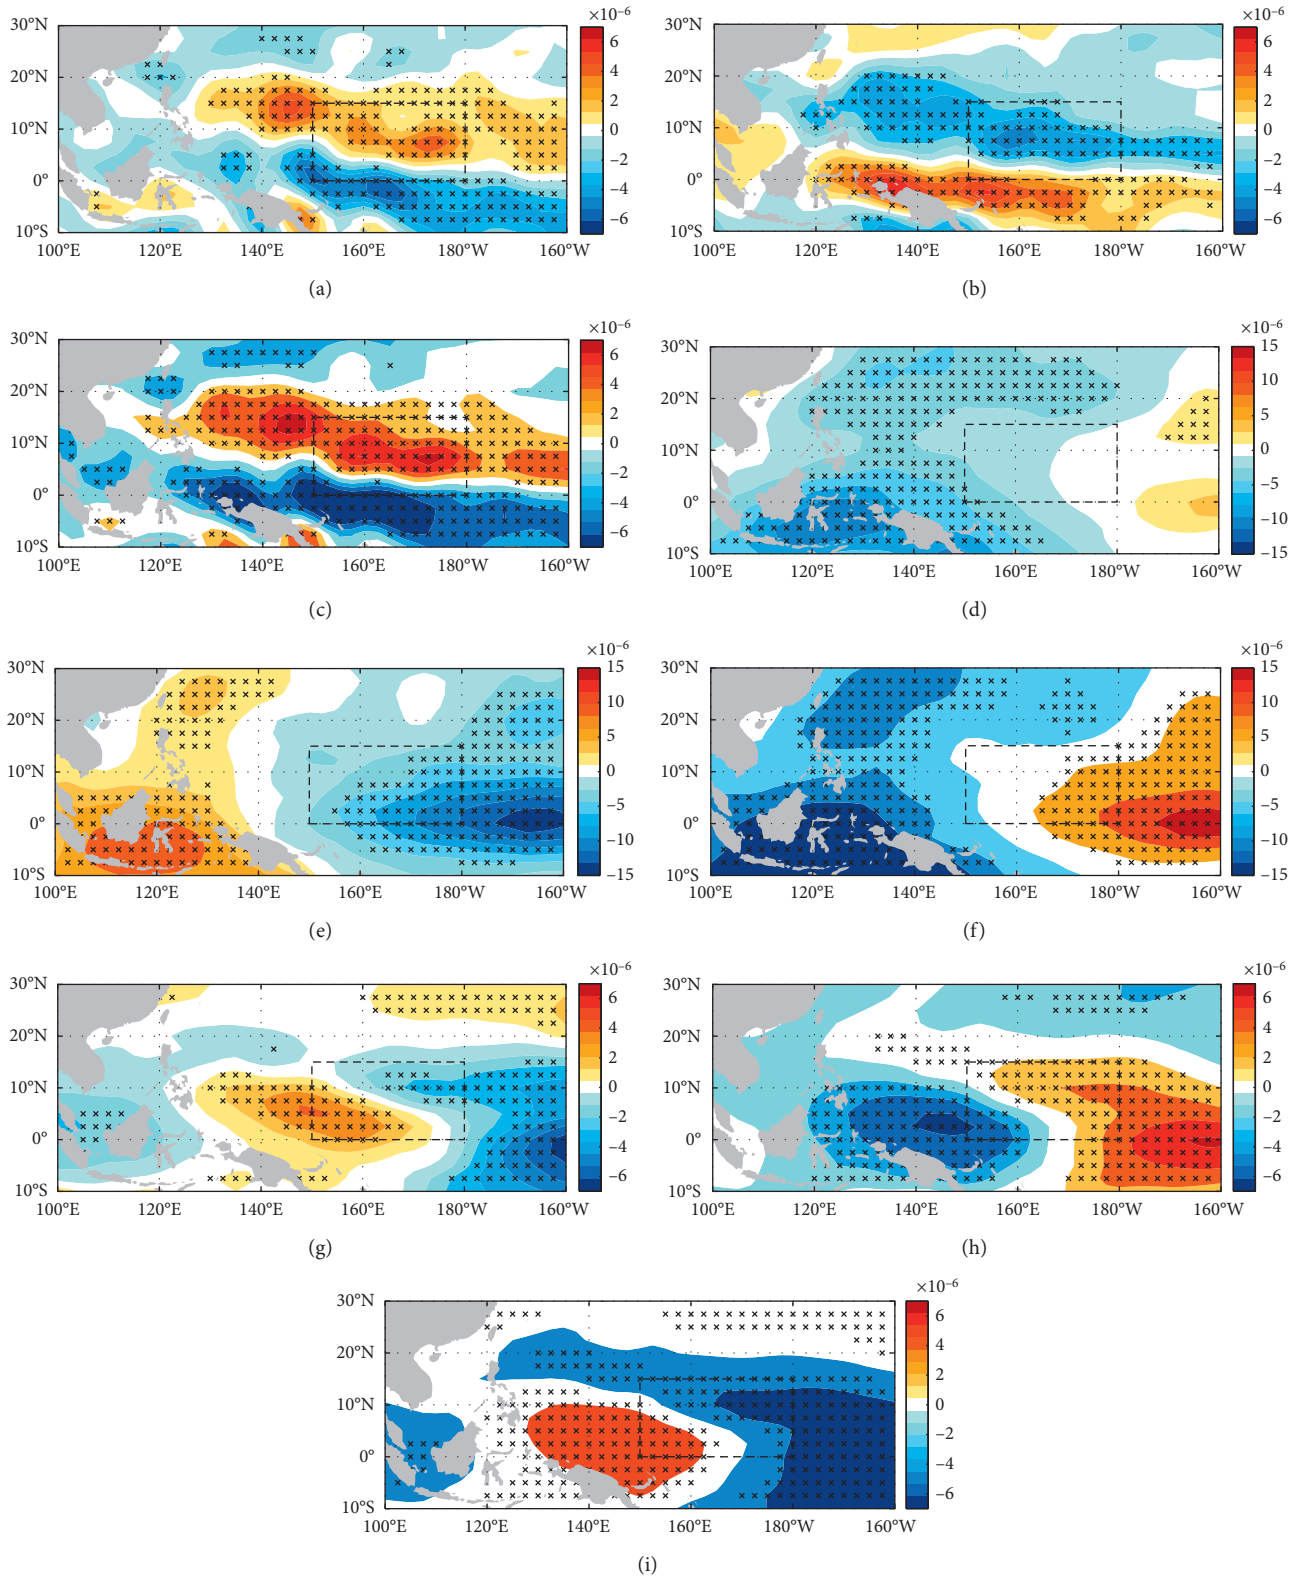 ×10⁻⁶ ×10⁻⁶
30°N 6 30°N 6
20°N 4 20°N 4
2 2
10°N 0 10°N 0
−2 −2
0° −4 0° −4
10°S −6 10°S −6
100°E 120°E 140°E 160°E 180°W 160°W 100°E 120°E 140°E 160°E 180°W 160°W
(a) (b)
×10⁻⁶ ×10⁻⁶
30°N 6 30°N 15
20°N 4 20°N 10
2 5
10°N 0 10°N 0
−2 −5
0° −4 0° −10
10°S −6 10°S −15
100°E 120°E 140°E 160°E 180°W 160°W 100°E 120°E 140°E 160°E 180°W 160°W
(c) (d)
×10⁻⁶ ×10⁻⁶
30°N 15 30°N 15
20°N 10 20°N 10
5 5
10°N 0 10°N 0
−5 −5
0° −10 0° −10
10°S −15 10°S −15
100°E 120°E 140°E 160°E 180°W 160°W 100°E 120°E 140°E 160°E 180°W 160°W
(e) (f)
×10⁻⁶ ×10⁻⁶
30°N 6 30°N 6
20°N 4 20°N 4
2 2
10°N 0 10°N 0
−2 −2
0° −4 0° −4
10°S −6 10°S −6
100°E 120°E 140°E 160°E 180°W 160°W 100°E 120°E 140°E 160°E 180°W 160°W
(g) (h)
×10⁻⁶
30°N 6
20°N 4
2
10°N 0
−2
0° −4
10°S −6
100°E 120°E 140°E 160°E 180°W 160°W
(i)